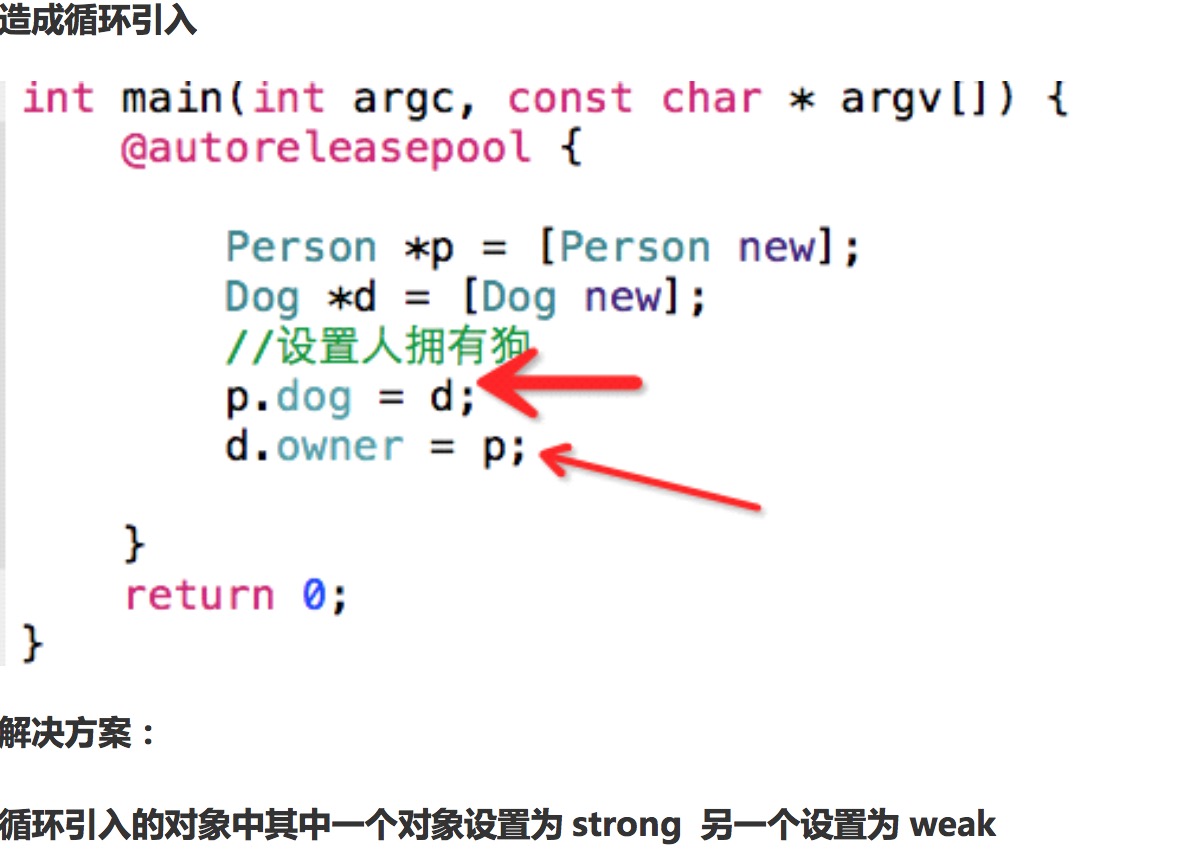 造成循环引入
int main(int argc, const char * argv[]) {
@autoreleasepool {
Person *p = [Person new];
Dog *d = [Dog new];
//设置人拥有狗
p.dog = d;
d.owner = p;
}
return 0;
}
解决方案：
循环引入的对象中其中一个对象设置为 strong 另一个设置为 weak